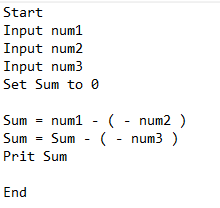 Start
Input num1
Input num2
Input num3
Set Sum to 0

Sum = num1 - ( - num2 )
Sum = Sum - ( - num3 )
Prit Sum

End